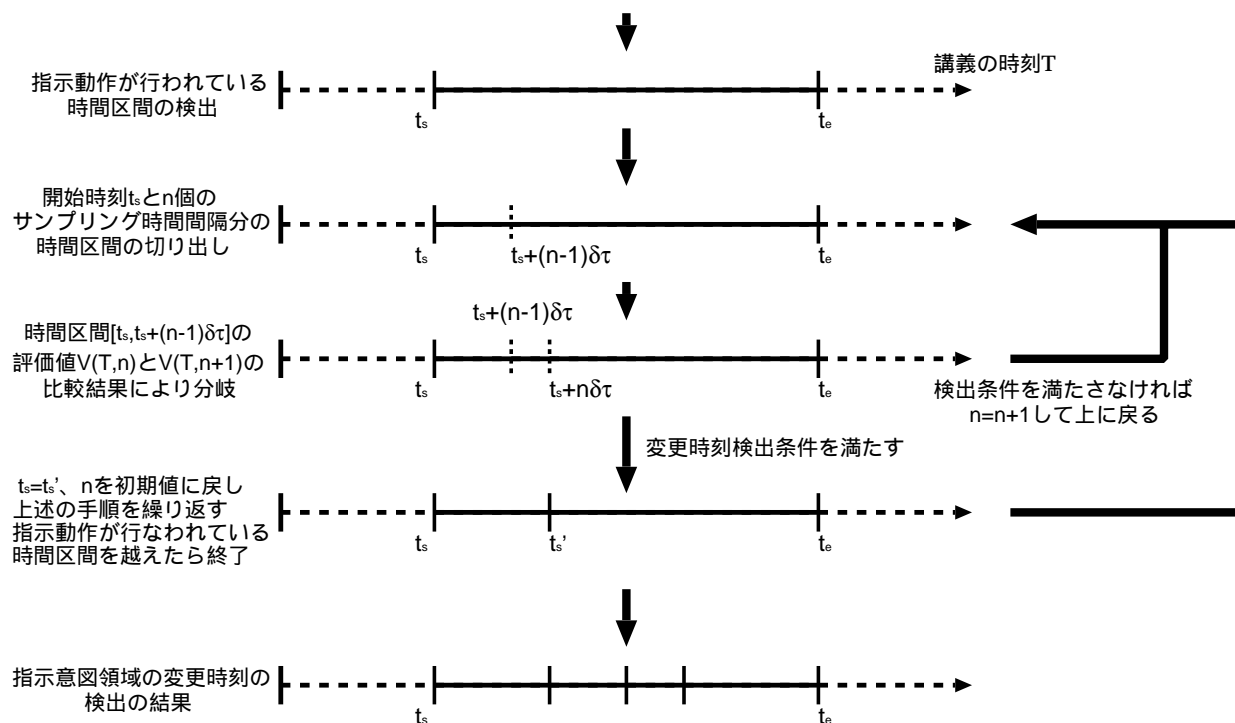 講義の時刻T
指示動作が行われている
時間区間の検出
ts
te
開始時刻tsとn個の
サンプリング時間間隔分の
時間区間の切り出し
ts
ts+(n-1)δτ
te
ts+(n-1)δτ
時間区間[ts,ts+(n-1)δτ]の
評価値V(T,n)とV(T,n+1)の
比較結果により分岐
ts
ts+nδτ
te
検出条件を満たさなければ
n=n+1して上に戻る
変更時刻検出条件を満たす
ts=ts’、nを初期値に戻し
上述の手順を繰り返す
指示動作が行なわれている
時間区間を越えたら終了
ts
ts’
te
指示意図領域の変更時刻の
検出の結果
ts
te